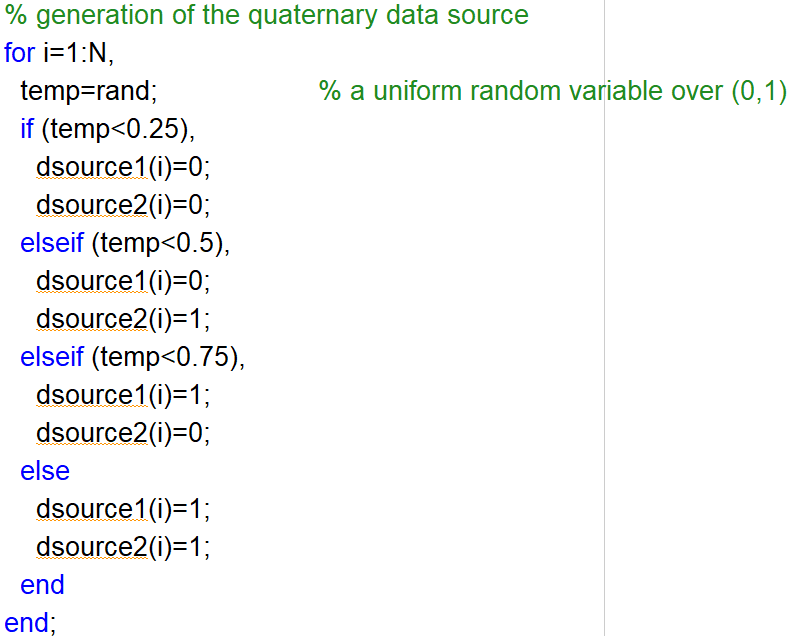 % generation of the quaternary data source
for i=1:N,
temp=rand; % a uniform random variable over (0,1)
if (temp<0.25),
dsource1(i)=0;
dsource2(i)=0;
elseif (temp<0.5),
dsource1(i)=0;
dsource2(i)=1;
elseif (temp<0.75),
dsource1(i)=1;
dsource2(i)=0;
else
dsource1(i)=1;
dsource2(i)=1;
end
end;